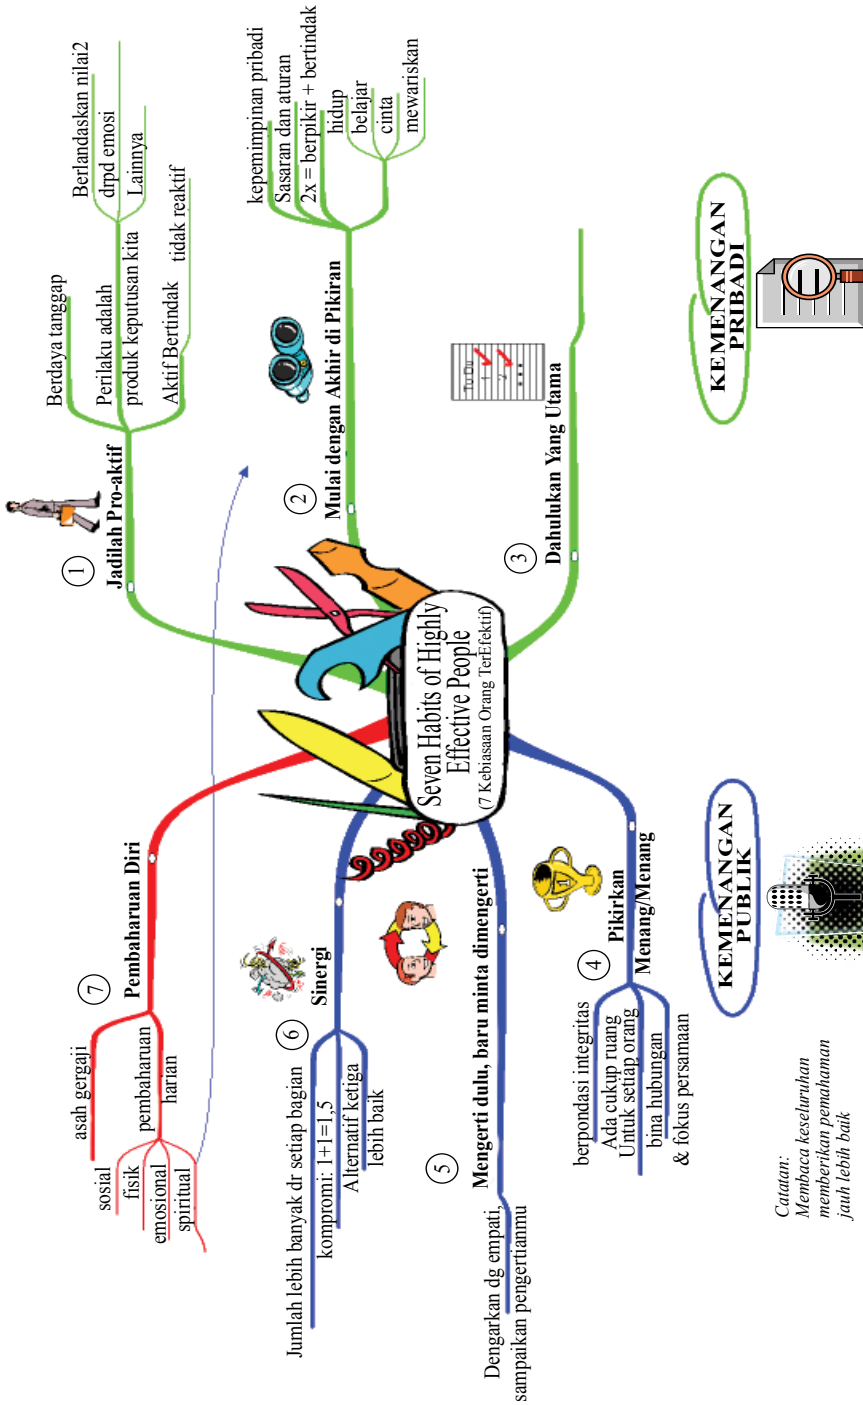 Seven Habits of Highly
Effective People
(7 Kebiasaan Orang TerEfektif)
1
Jadilah Pro-aktif
Berdaya tanggap
Perilaku adalah
produk keputusan kita
Berlandaskan nilai2
drpd emosi
Lainnya
Aktif Bertindak
tidak reaktif
2
Mulai dengan Akhir di Pikiran
kepemimpinan pribadi
Sasaran dan aturan
2x = berpikir + bertindak
hidup
belajar
cinta
mewariskan
3
Dahulukan Yang Utama
To Du
1
2
KEMENANGAN
PRIBADI
4
Pikirkan
Menang/Menang
berpondasi integritas
Ada cukup ruang
Untuk setiap orang
bina hubungan
& fokus persamaan
1
5
Mengerti dulu, baru minta dimengerti
Dengarkan dg empati,
sampaikan pengertianmu
6
Sinergi
Jumlah lebih banyak dr setiap bagian
kompromi: 1+1=1,5
Alternatif ketiga
lebih baik
7
Pembaharuan Diri
asah gergaji
pembaharuan
harian
sosial
fisik
emosional
spiritual
KEMENANGAN
PUBLIK
Catatan:
Membaca keseluruhan
memberikan pemahaman
jauh lebih baik